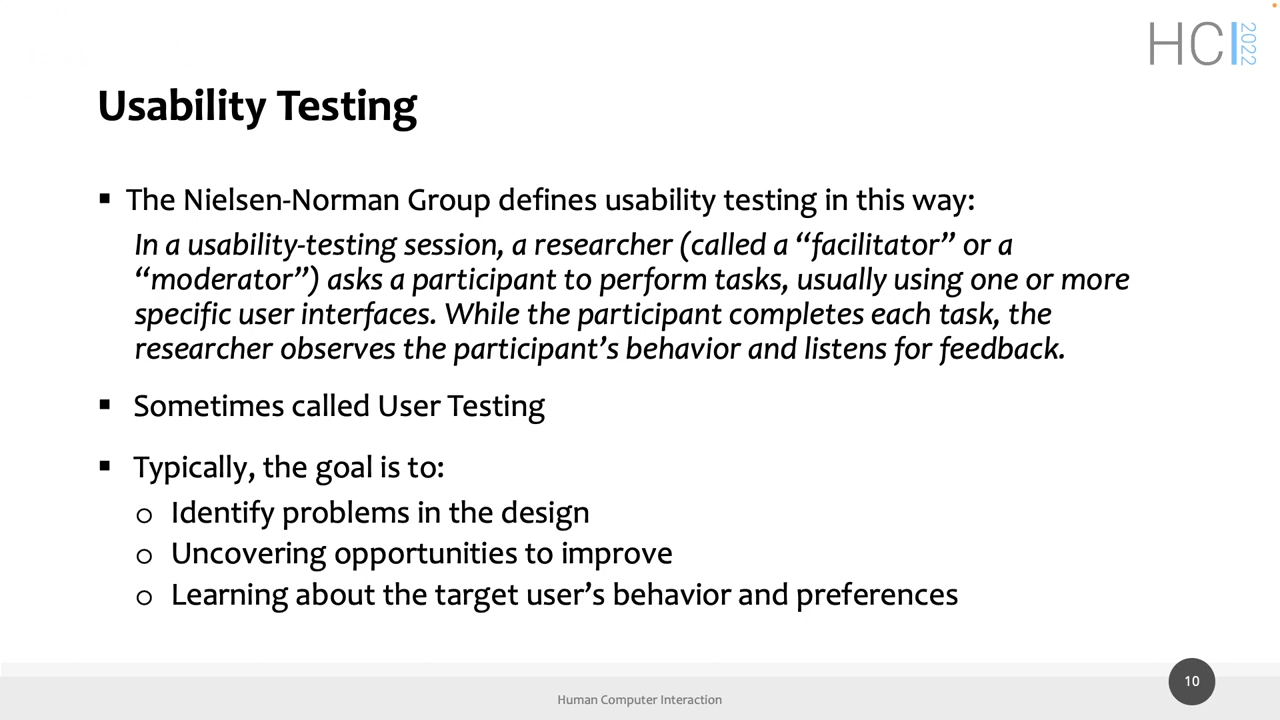 HCI 2022
Usability Testing
▪ The Nielsen-Norman Group defines usability testing in this way:
In a usability-testing session, a researcher (called a “facilitator” or a
“moderator”) asks a participant to perform tasks, usually using one or more
specific user interfaces. While the participant completes each task, the
researcher observes the participant’s behavior and listens for feedback.
▪ Sometimes called User Testing
▪ Typically, the goal is to:
o Identify problems in the design
o Uncovering opportunities to improve
o Learning about the target user’s behavior and preferences
Human Computer Interaction
10